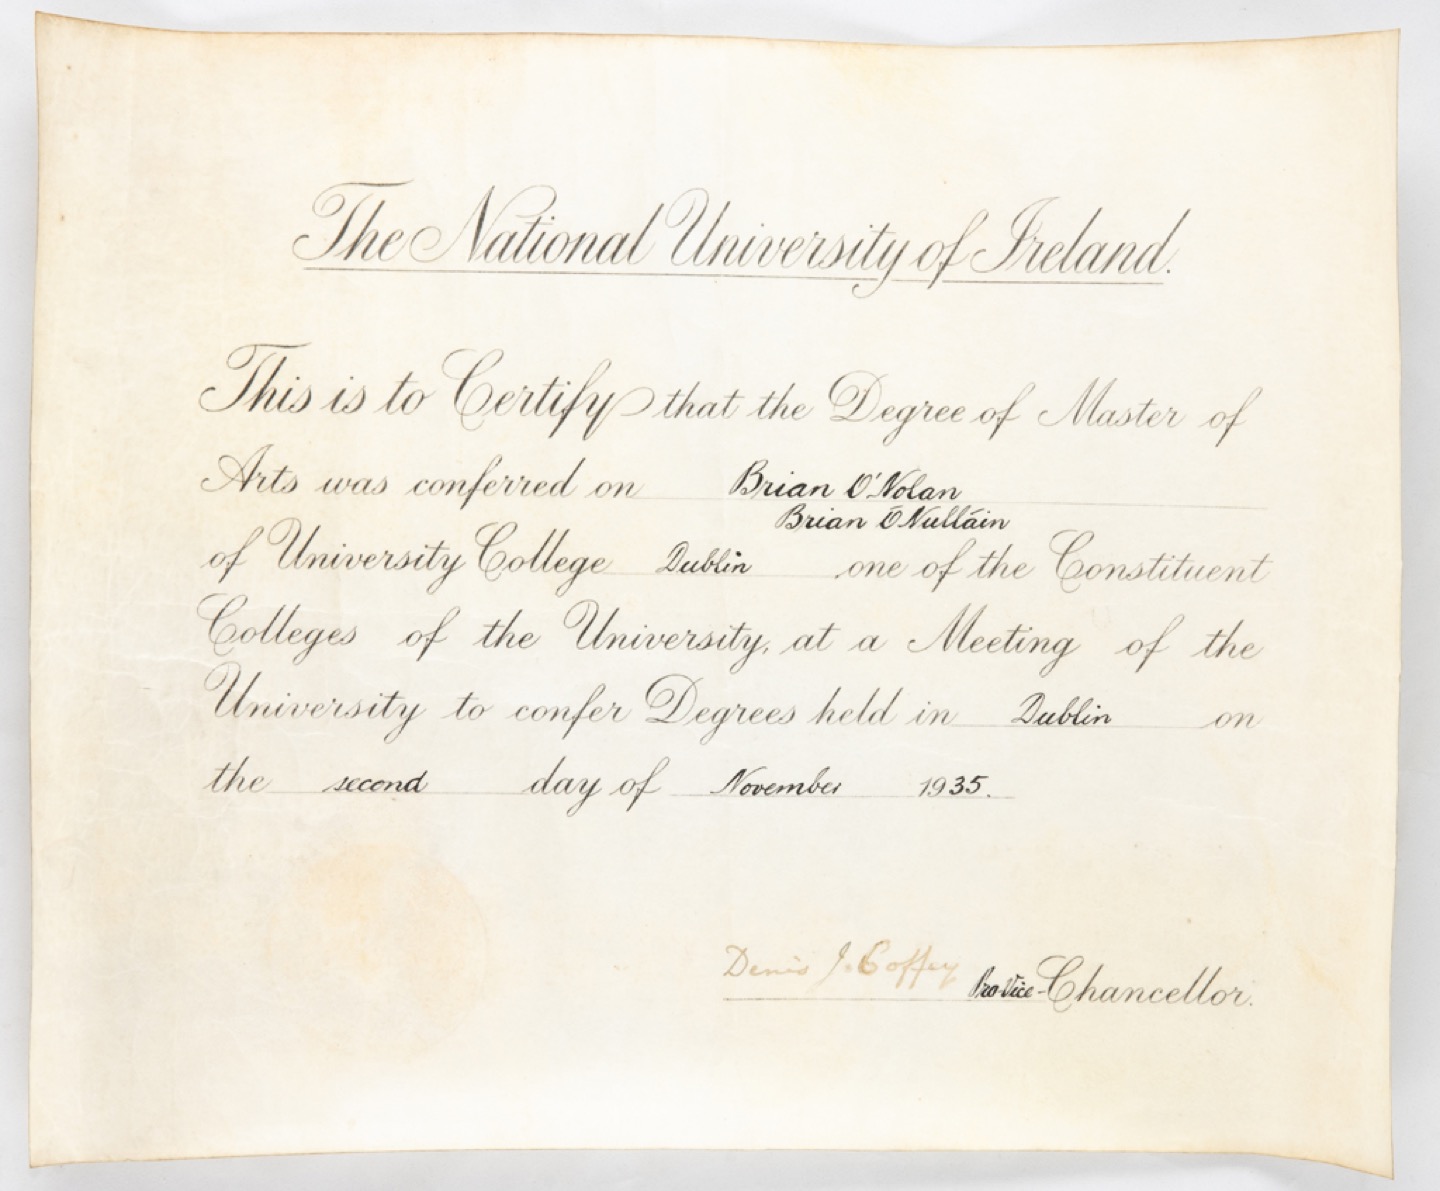 The National University of Ireland.
This is to Certify that the Degree of Master of
Arts was conferred on Brian O'Nolan
Brian Ó Nulláin
of University College Dublin one of the Constituent
Colleges of the University, at a Meeting of the
University to confer Degrees held in Dublin on
the second day of November 1935.
Denis J. Coffey Pro-Vice-Chancellor.